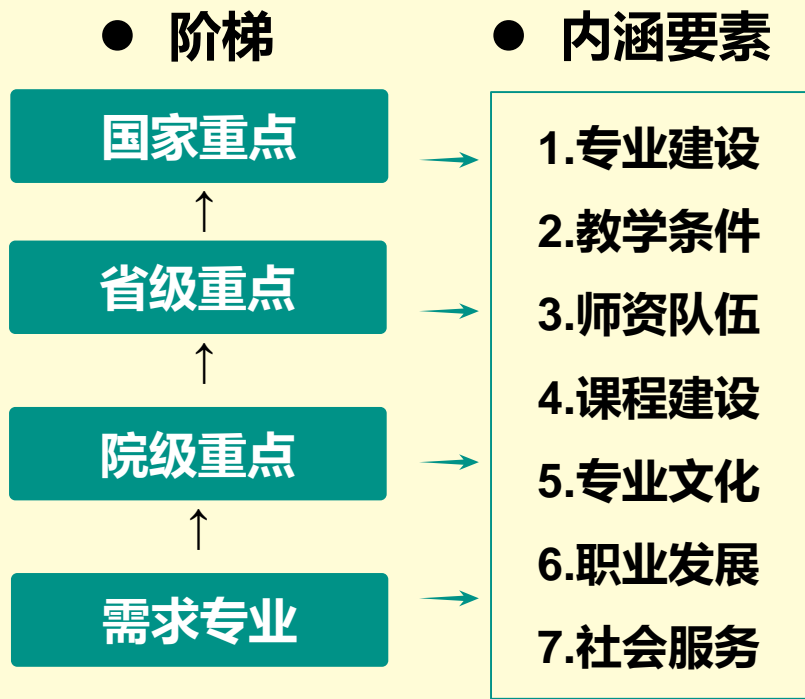 ● 阶梯
国家重点
↑
省级重点
↑
院级重点
↑
需求专业
● 内涵要素
1.专业建设
2.教学条件
3.师资队伍
4.课程建设
5.专业文化
6.职业发展
7.社会服务